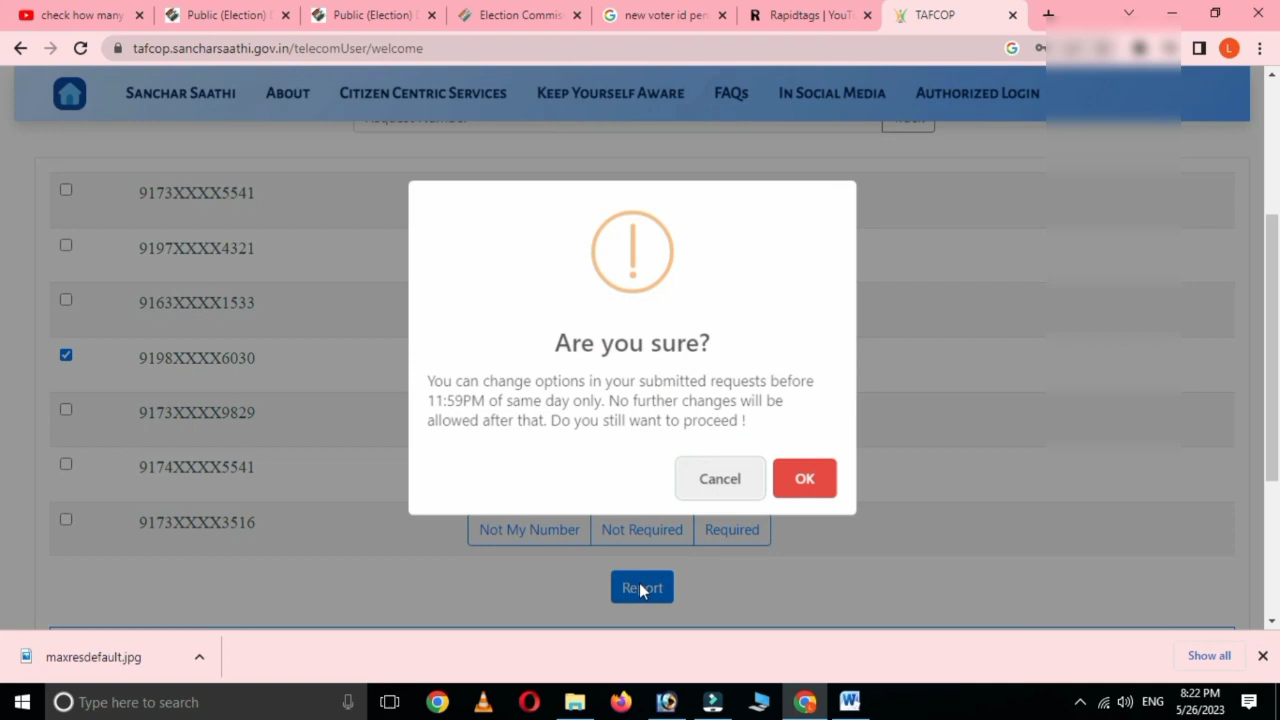 check how many
Public (Election)
Public (Election)
Election Commis
new voter id per
Rapidtags | YouTu
TAFCOP
tafcop.sancharsaathi.gov.in/telecomUser/welcome
L
SANCHAR SAATHI
ABOUT
CITIZEN CENTRIC SERVICES
KEEP YOURSELF AWARE
FAQS
IN SOCIAL MEDIA
AUTHORIZED LOGIN
Request Number
Track
9173XXXX5541
9197XXXX4321
9163XXXX1533
9198XXXX6030
9173XXXX9829
9174XXXX5541
9173XXXX3516
Are you sure?
You can change options in your submitted requests before
11:59PM of same day only. No further changes will be
allowed after that. Do you still want to proceed !
Cancel
OK
Not My Number
Not Required
Required
Report
maxresdefault.jpg
Show all
Type here to search
W
ENG
8:22 PM
5/26/2023